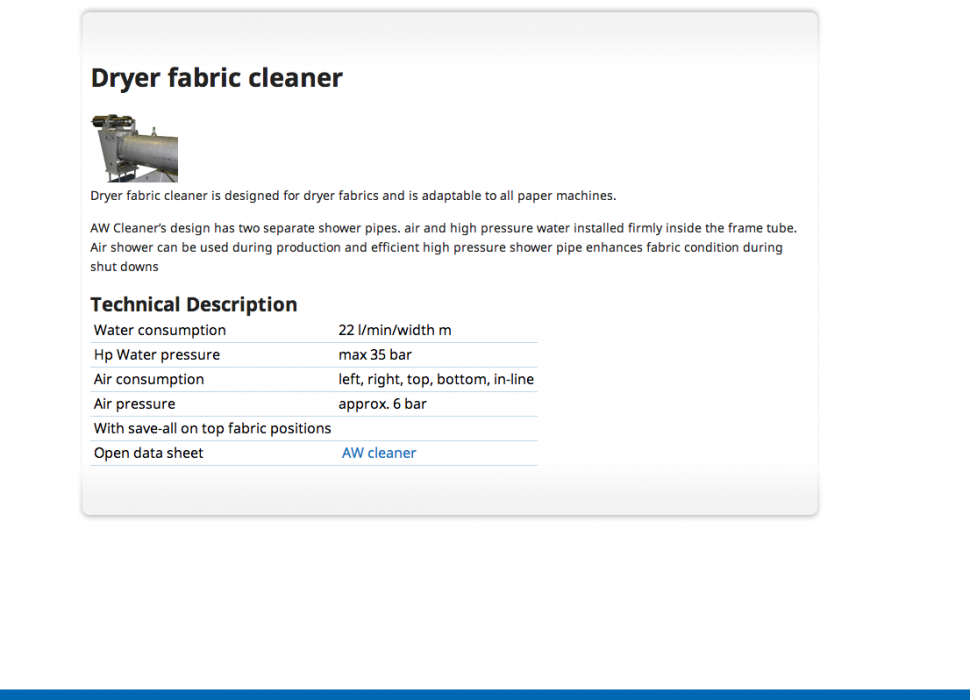 Dryer fabric cleaner
Dryer fabric cleaner is designed for dryer fabrics and is adaptable to all paper machines.
AW Cleaner's design has two separate shower pipes. air and high pressure water installed firmly inside the frame tube.
Air shower can be used during production and efficient high pressure shower pipe enhances fabric condition during
shut downs
Technical Description
Water consumption 22 l/min/width m
Hp Water pressure max 35 bar
Air consumption left, right, top, bottom, in-line
Air pressure approx. 6 bar
With save-all on top fabric positions
Open data sheet AW cleaner